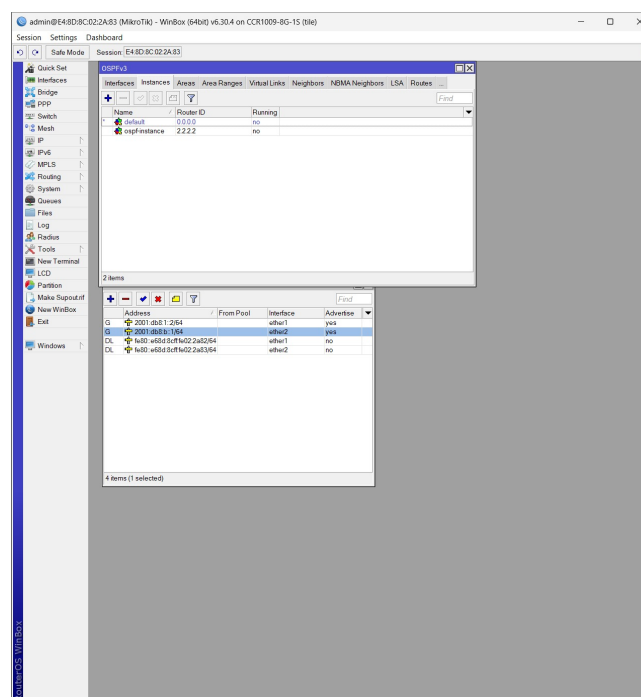 admin@E4:8D:8C:02:2A:83 (MikroTik) - WinBox (64bit) v6.30.4 on CCR1009-8G-1S (tile)
Session Settings Dashboard
Safe Mode Session: E4:8D:8C:02:2A:83
Quick Set
Interfaces
Bridge
PPP
Switch
Mesh
IP
IPv6
MPLS
Routing
System
Queues
Files
Log
Radius
Tools
New Terminal
LCD
Partition
Make Supout.rif
New WinBox
Exit
Windows
RouterOS WinBox
OSPFv3
Interfaces Instances Areas Area Ranges Virtual Links Neighbors NBMA Neighbors LSA Routes ...
Find
Name / Router ID Running
* default 0.0.0.0 no
ospf-instance 2.2.2.2 no
2 items
Find
Address / From Pool Interface Advertise
G 2001:db8:1::2/64 ether1 yes
G 2001:db8:b::1/64 ether2 yes
DL fe80::e68d:8cff:fe02:2a82/64 ether1 no
DL fe80::e68d:8cff:fe02:2a83/64 ether2 no
4 items (1 selected)